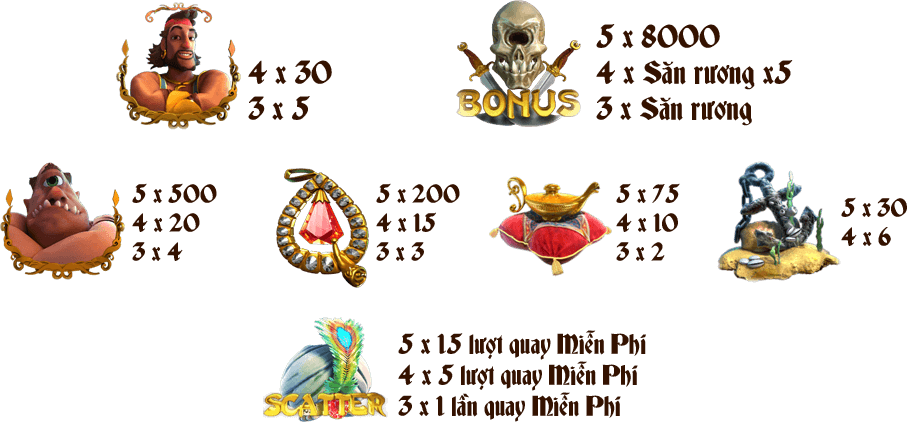 4 x 30
3 x 5
BONUS
5 x 8000
4 x Săn rương x5
3 x Săn rương
5 x 500
4 x 20
3 x 4
5 x 200
4 x 15
3 x 3
5 x 75
4 x 10
3 x 2
5 x 30
4 x 6
SCATTER
5 x 15 lượt quay Miễn Phí
4 x 5 lượt quay Miễn Phí
3 x 1 lần quay Miễn Phí